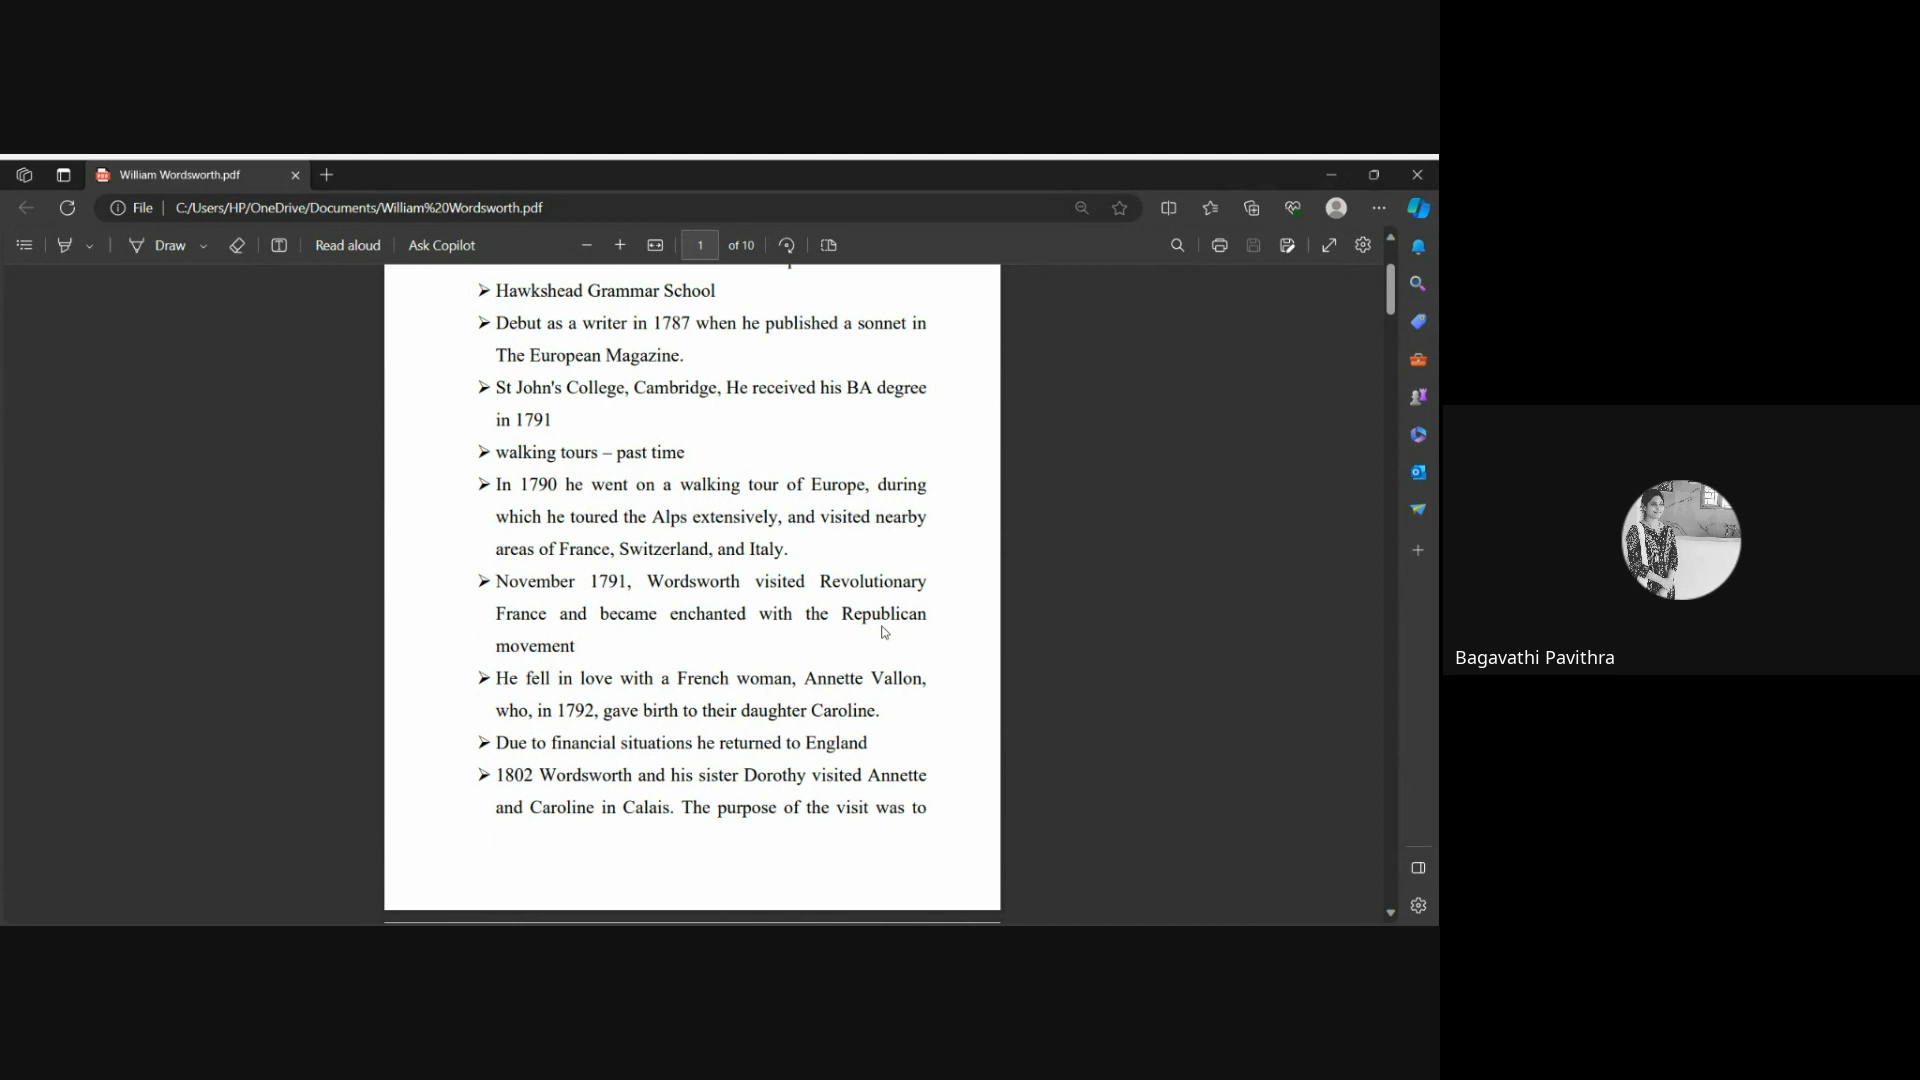 William Wordsworth.pdf
File
C:/Users/HP/OneDrive/Documents/William%20Wordsworth.pdf
Draw
Read aloud
Ask Copilot
1 of 10
➢ Hawkshead Grammar School
➢ Debut as a writer in 1787 when he published a sonnet in
The European Magazine.
➢ St John's College, Cambridge, He received his BA degree
in 1791
➢ walking tours – past time
➢ In 1790 he went on a walking tour of Europe, during
which he toured the Alps extensively, and visited nearby
areas of France, Switzerland, and Italy.
➢ November 1791, Wordsworth visited Revolutionary
France and became enchanted with the Republican
movement
➢ He fell in love with a French woman, Annette Vallon,
who, in 1792, gave birth to their daughter Caroline.
➢ Due to financial situations he returned to England
➢ 1802 Wordsworth and his sister Dorothy visited Annette
and Caroline in Calais. The purpose of the visit was to
Bagavathi Pavithra